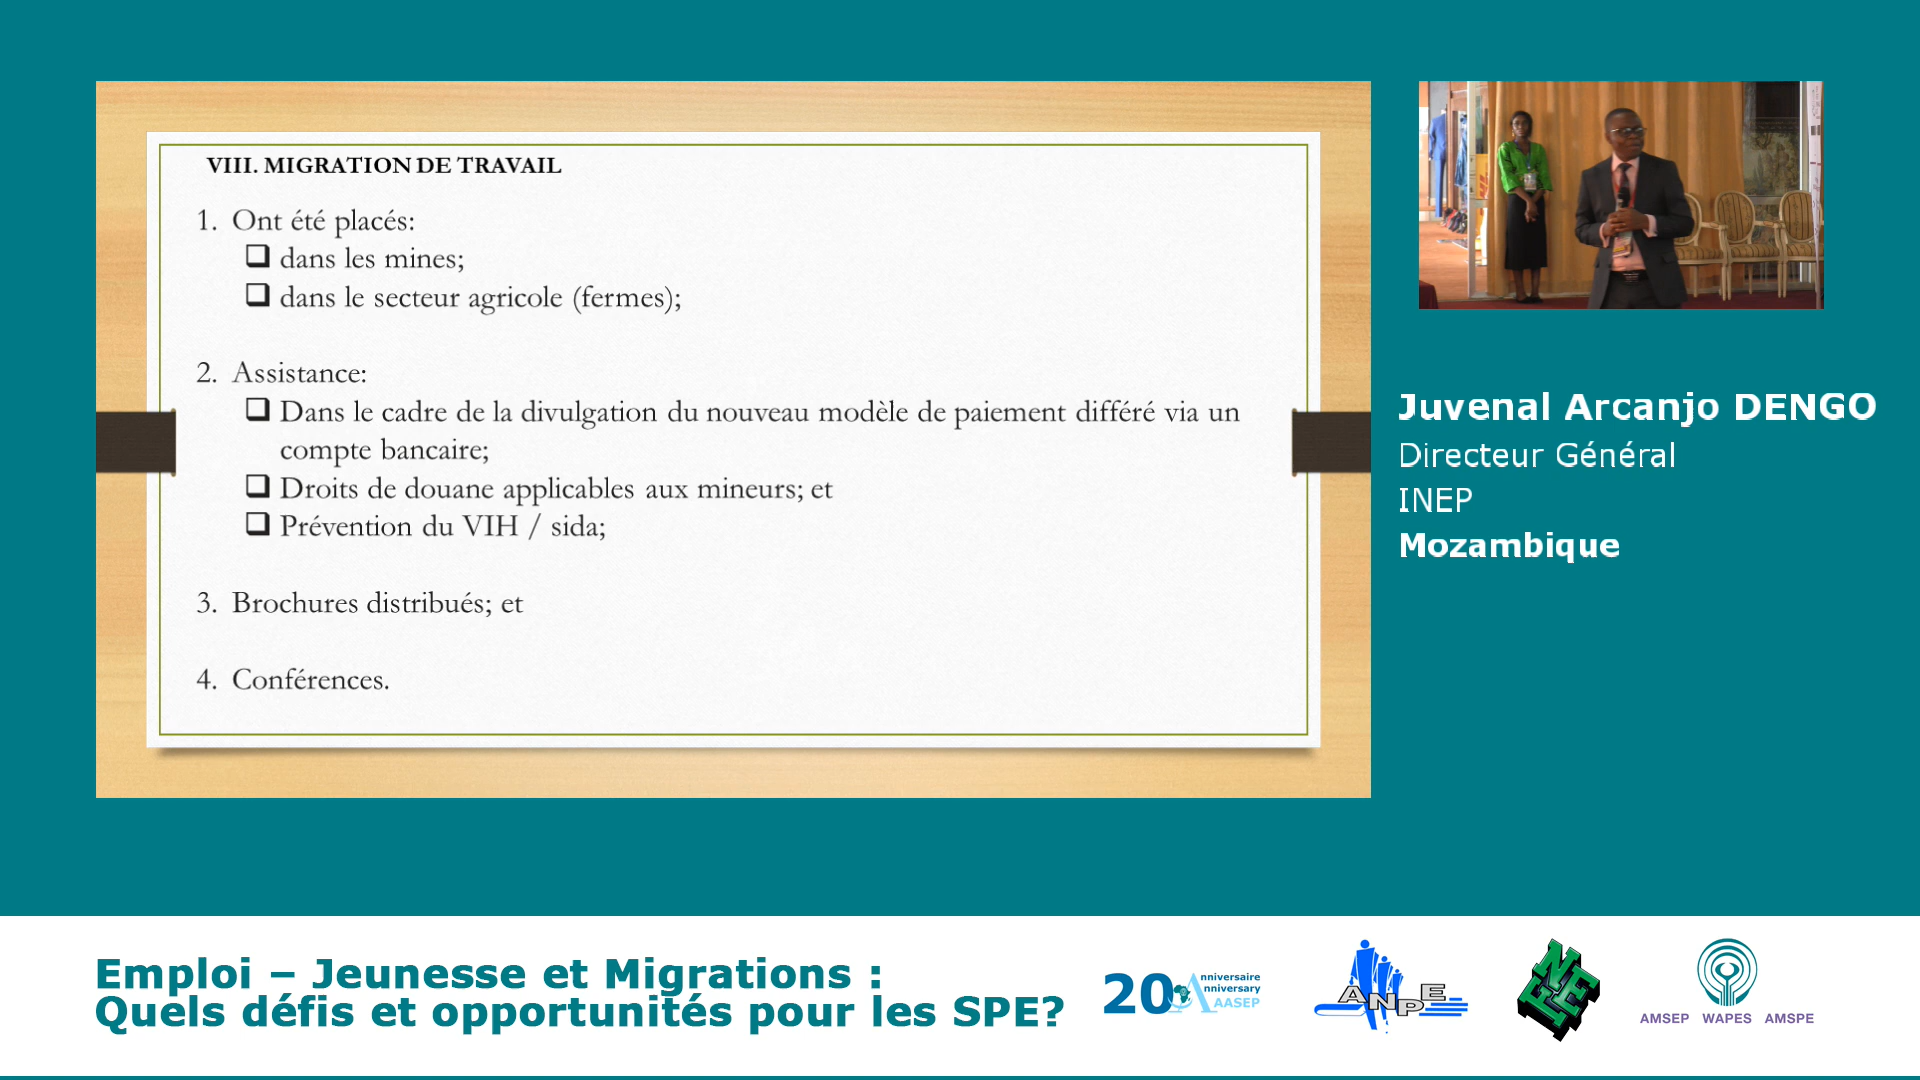 VIII. MIGRATION DE TRAVAIL
1. Ont été placés:
❑ dans les mines;
❑ dans le secteur agricole (fermes);
2. Assistance:
❑ Dans le cadre de la divulgation du nouveau modèle de paiement différé via un
compte bancaire;
❑ Droits de douane applicables aux mineurs; et
❑ Prévention du VIH / sida;
3. Brochures distribués; et
4. Conférences.
Juvenal Arcanjo DENGO
Directeur Général
INEP
Mozambique
Emploi – Jeunesse et Migrations :
Quels défis et opportunités pour les SPE?
20 Anniversaire
Anniversary
AASEP
ANPE
AMSEP WAPES AMSPE